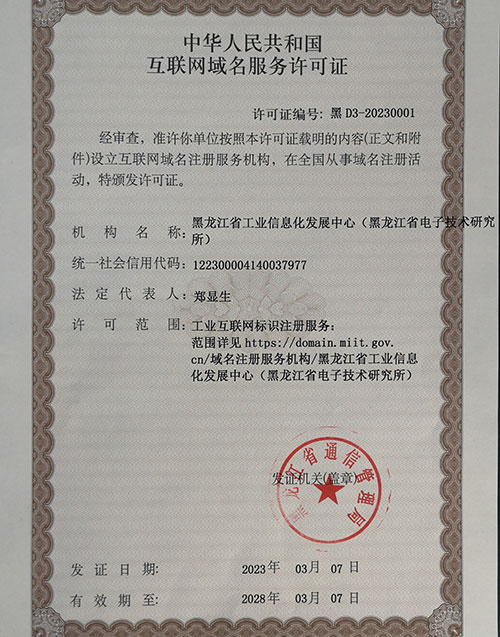 中华人民共和国
互联网域名服务许可证
许可证编号: 黑 D3-20230001
经审查，准许你单位按照本许可证载明的内容(正文和附
件)设立互联网域名注册服务机构，在全国从事域名注册活
动，特颁发许可证。
机构名称: 黑龙江省工业信息化发展中心（黑龙江省电子技术研究
所）
统一社会信用代码: 122300004140037977
法定代表人: 郑显生
许可范围: 工业互联网标识注册服务:
范围详见 https://domain.miit.gov.
cn/域名注册服务机构/黑龙江省工业信息
化发展中心（黑龙江省电子技术研究所）
黑龙江省通信管理局
发证机关(盖章)
发证日期: 2023年 03月 07日
有效期至: 2028年 03月 07日